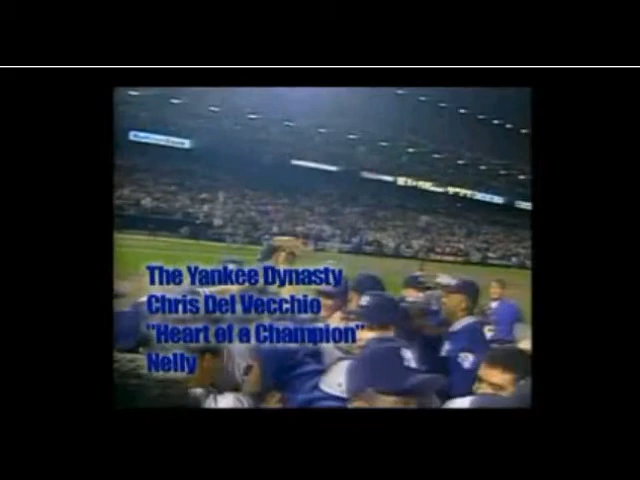 The Yankee Dynasty
Chris Del Vecchio
"Heart of a Champion"
Nelly